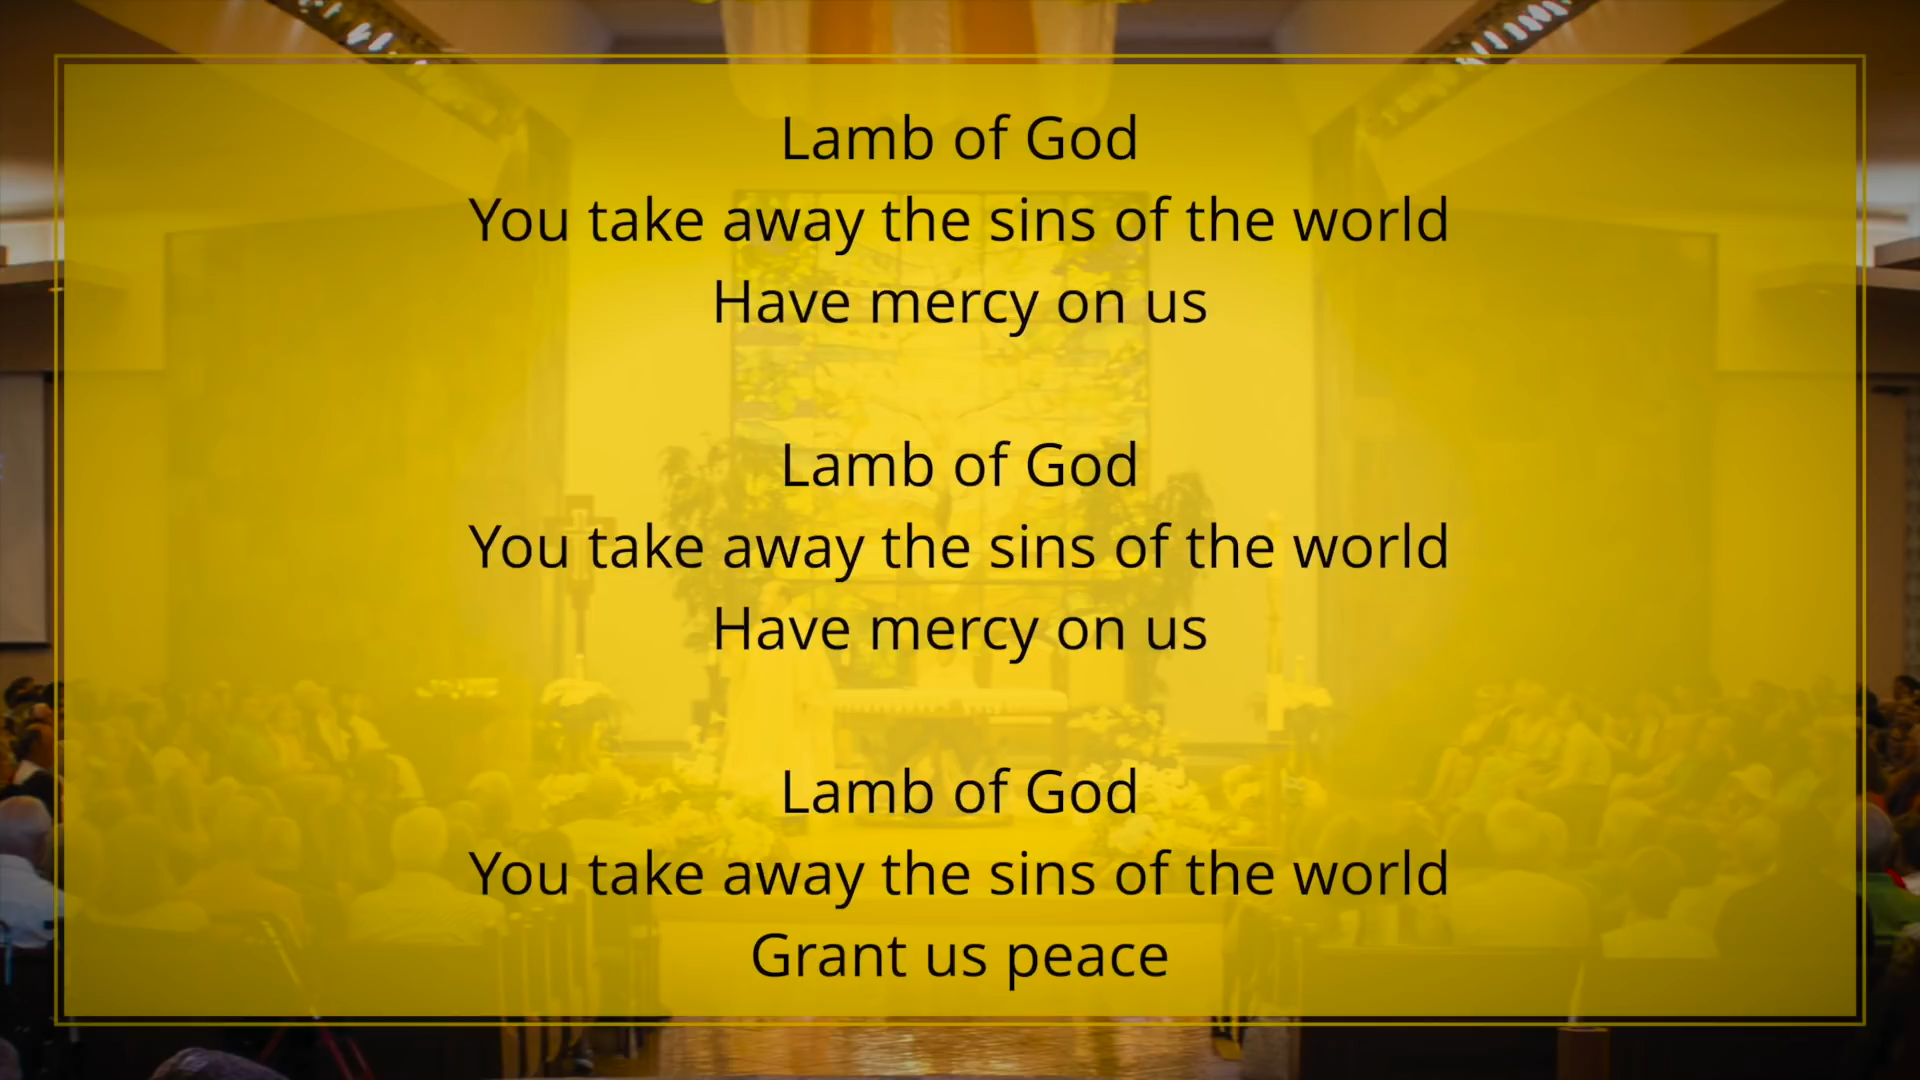 Lamb of God
You take away the sins of the world
Have mercy on us
Lamb of God
You take away the sins of the world
Have mercy on us
Lamb of God
You take away the sins of the world
Grant us peace